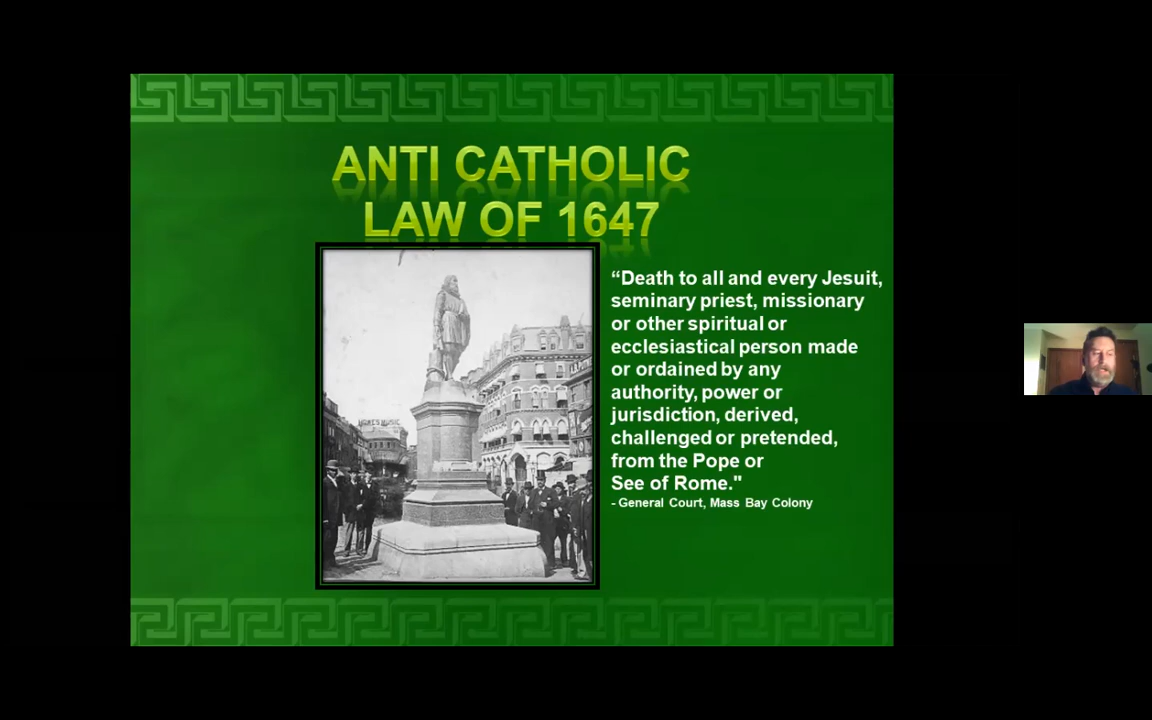 ANTI CATHOLIC
LAW OF 1647
“Death to all and every Jesuit,
seminary priest, missionary
or other spiritual or
ecclesiastical person made
or ordained by any
authority, power or
jurisdiction, derived,
challenged or pretended,
from the Pope or
See of Rome."
- General Court, Mass Bay Colony